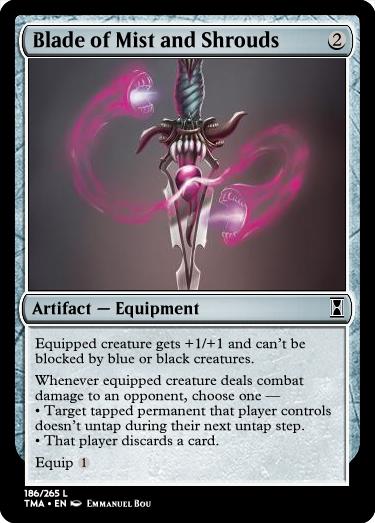 Blade of Mist and Shrouds 2
Artifact — Equipment
Equipped creature gets +1/+1 and can't be
blocked by blue or black creatures.
Whenever equipped creature deals combat
damage to an opponent, choose one —
• Target tapped permanent that player controls
doesn't untap during their next untap step.
• That player discards a card.
Equip 1
186/265 L
TMA • EN Emmanuel Bou